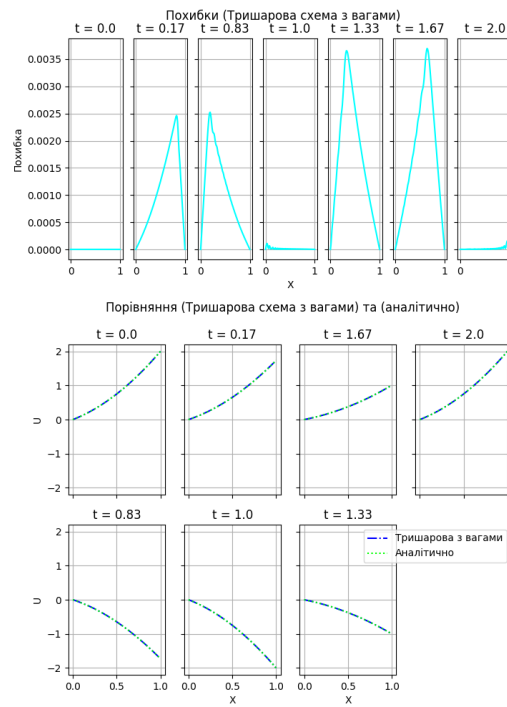 Похибки (Тришарова схема з вагами)
t = 0.0 t = 0.17 t = 0.83 t = 1.0 t = 1.33 t = 1.67 t = 2.0
Похибка
0.0035
0.0030
0.0025
0.0020
0.0015
0.0010
0.0005
0.0000
0 1 0 1 0 1 0 1 0 1 0 1 0
X
Порівняння (Тришарова схема з вагами) та (аналітично)
t = 0.0 t = 0.17 t = 1.67 t = 2.0
U
2
1
0
−1
−2
t = 0.83 t = 1.0 t = 1.33
U
2
1
0
−1
−2
Тришарова з вагами
Аналітично
0.0 0.5 1.0 0.0 0.5 1.0 0.0 0.5 1.0
X